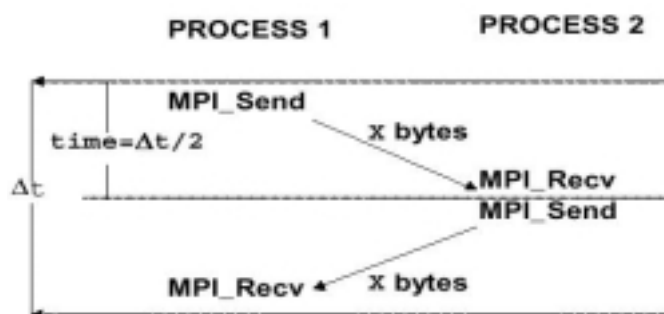 PROCESS 1 PROCESS 2
MPI_Send
X bytes
time=Δt/2
MPI_Recv
Δt
MPI_Send
MPI_Recv
X bytes